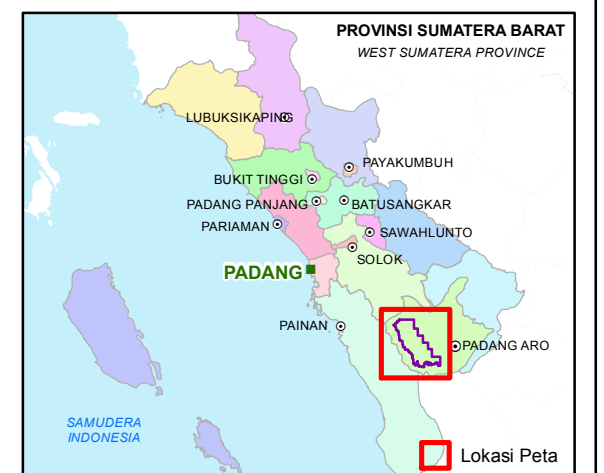 PROVINSI SUMATERA BARAT
WEST SUMATERA PROVINCE
LUBUKSIKAPING
PAYAKUMBUH
BUKIT TINGGI
PADANG PANJANG
BATUSANGKAR
PARIAMAN
SAWAHLUNTO
SOLOK
PADANG
PAINAN
PADANG ARO
SAMUDERA
INDONESIA
Lokasi Peta